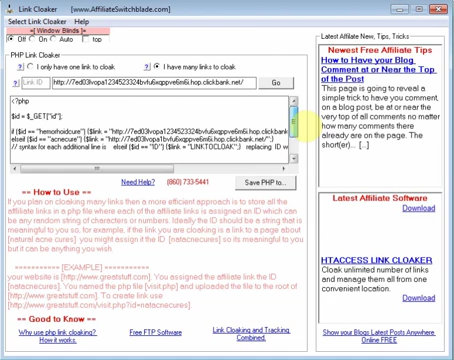 Link Cloaker      [www.AffiliateSwitchblade.com]
Select Link Cloaker    Help
=[ Window Blinds ]=
Off On Auto top
PHP Link Cloaker
? I only have one link to cloak ? I have many links to cloak
? Link ID http://7ed03lvopa1234523324bvfu6xqppve6m6i.hop.clickbank.net/ Go
<?php
$id = $_GET["id"];
if ($id == "hemorrhoidcure") {$link = "http://7ed03lvopa1234523324bvfu6xqppve6m6i.hop.clickbank
elseif ($id == "acnecure") {$link = "http://7ed03lvopa1bvfu6xqppve6m6i.hop.clickbank.net/";}
// syntax for each additional line is    elseif ($id == "ID") {$link = "LINKTOCLOAK";}    replacing ID w
Need Help? (860) 733-5441 Save PHP to...
== How to Use ==
If you plan on cloaking many links then a more efficient approach is to store all the
affiliate links in a php file where each of the affiliate links is assigned an ID which
can be any string of characters or numbers. Ideally the ID should be a string that is
meaningful to you so, for example, if the link you are cloaking is a link to a page about
[natural acne cures], you might assign it the ID  [natacnecures] so its meaningful to you
but it can be anything you wish.
=========== [EXAMPLE] ===========
your website is [http://www.greatstuff.com]. You assigned the affiliate link the ID
[natacnecures]. You named the php file [visit.php] and uploaded the file to the root of
[http://www.greatstuff.com]. To create link use
[http://www.greatstuff.com/visit.php?id=natacnecures].
== Good to Know ==
Why use php link cloaking?
How it works.
Free FTP Software
Link Cloaking and Tracking
Combined.
Latest Affiliate New, Tips, Tricks
Newest Free Affiliate Tips
How to Have your Blog
Comment at or Near the Top
of the Post
This page is going to reveal a
simple trick to have your comment,
on a blog post, be at or near the
very top of all comments no matter
how many comments there
already are on the page. The
short(er)... [...]
Latest Affiliate Software
Download
HTACCESS LINK CLOAKER
Cloak unlimited number of links
and manage them all from one
convenient location.
Download
Show your Blogs Latest Posts Anywhere.
Online FREE